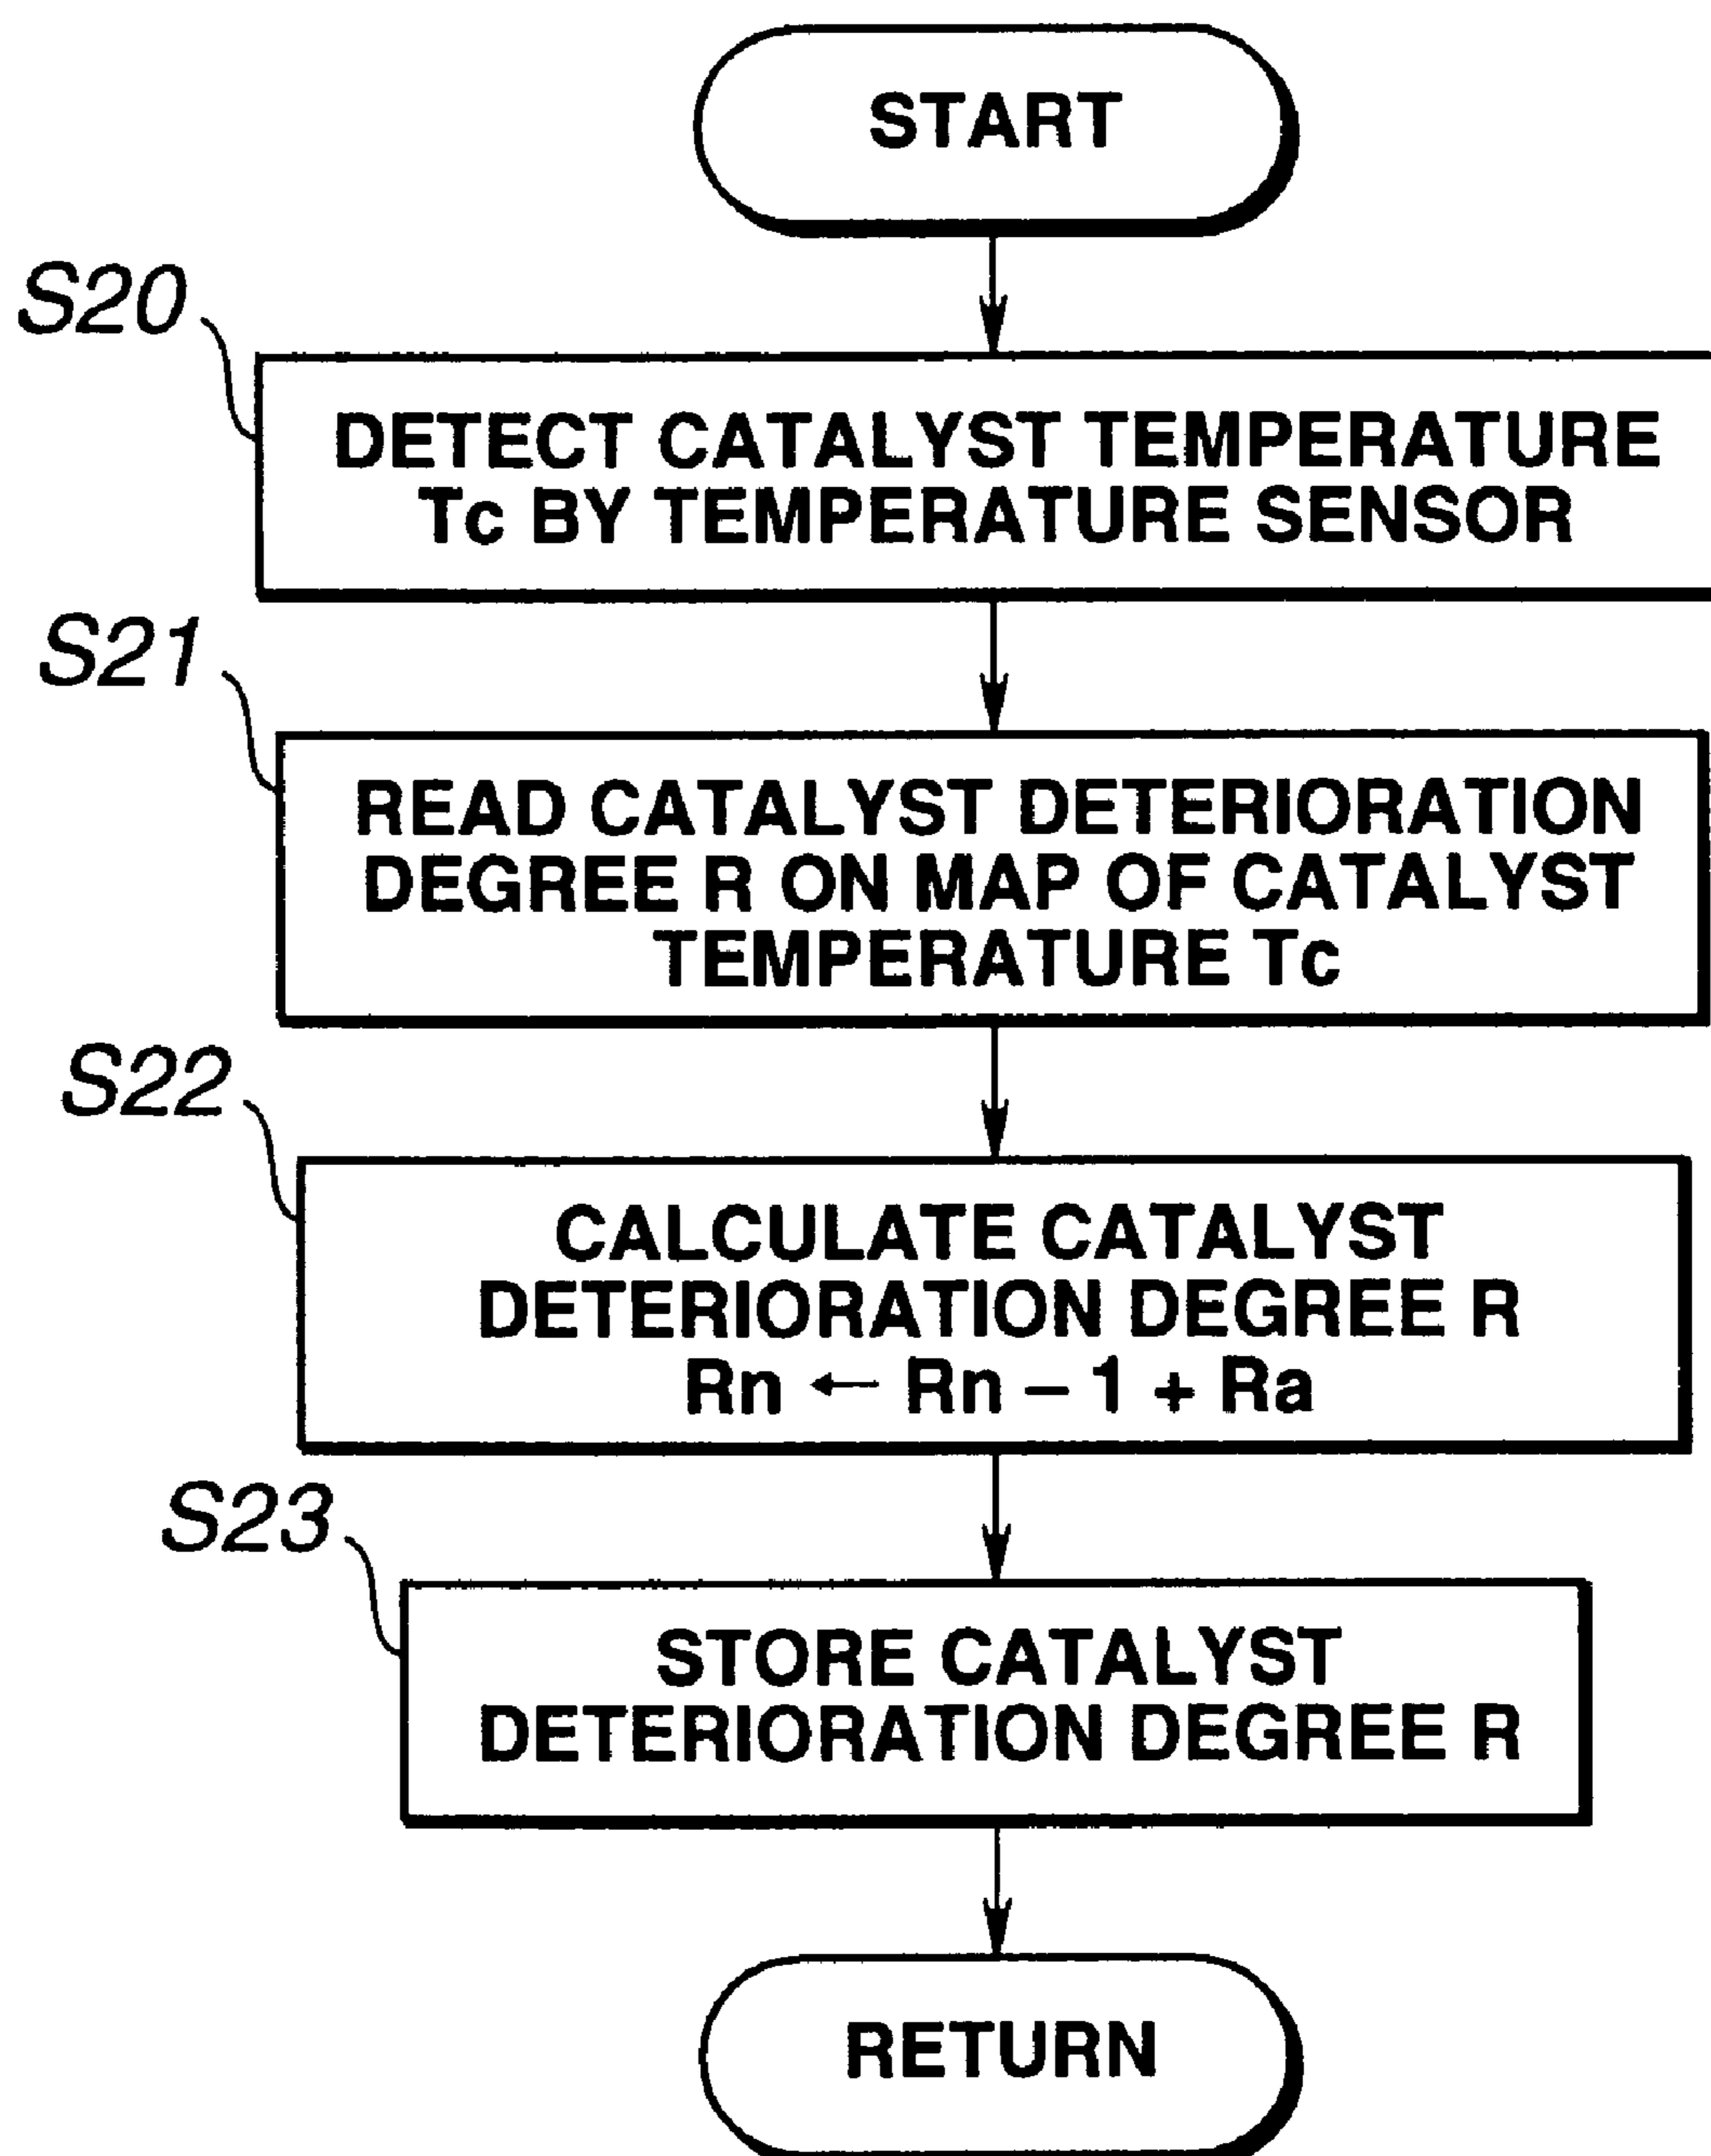 START
S20
DETECT CATALYST TEMPERATURE
Tc BY TEMPERATURE SENSOR
S21
READ CATALYST DETERIORATION
DEGREE R ON MAP OF CATALYST
TEMPERATURE Tc
S22
CALCULATE CATALYST
DETERIORATION DEGREE R
Rn ← Rn – 1 + Ra
S23
STORE CATALYST
DETERIORATION DEGREE R
RETURN